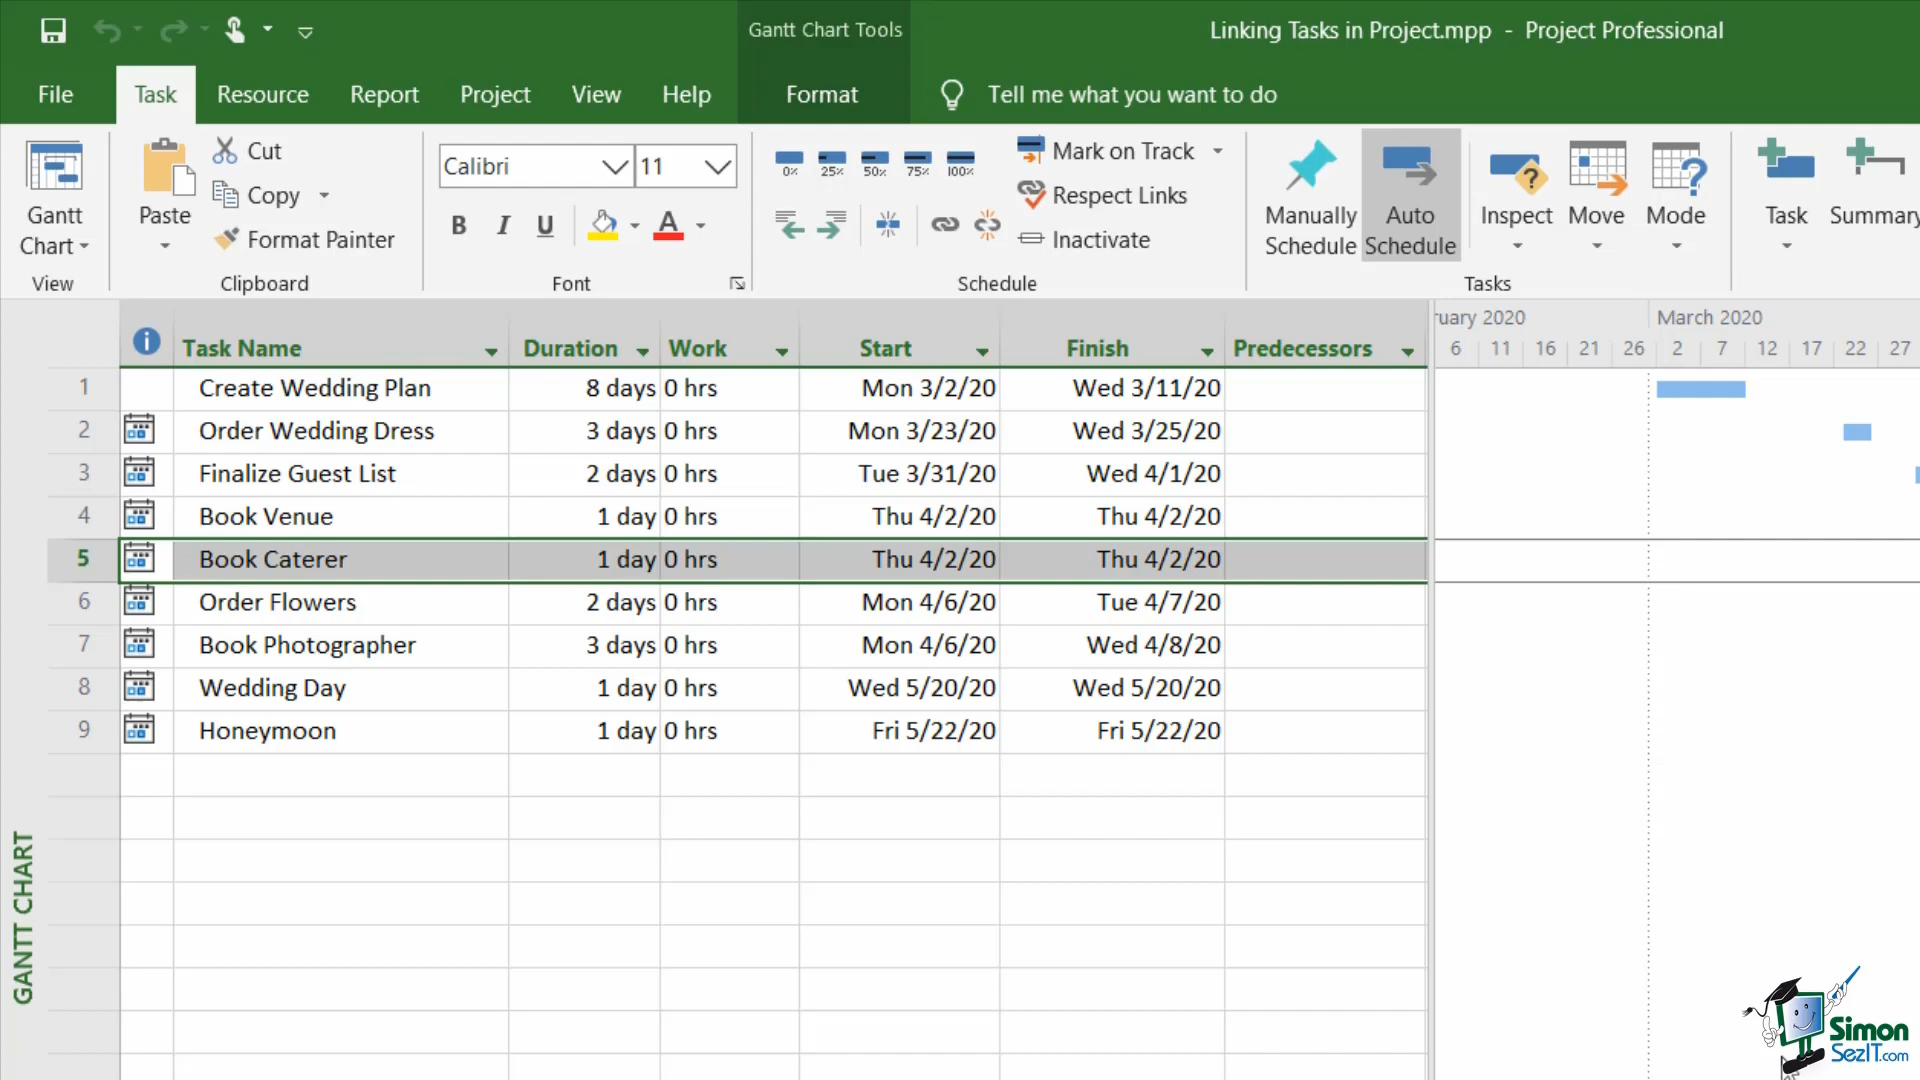 Gantt Chart Tools
Linking Tasks in Project.mpp - Project Professional
File Task Resource Report Project View Help Format Tell me what you want to do
Gantt Chart
View
Paste
Cut
Copy
Format Painter
Clipboard
Calibri 11
B I U A
Font
0% 25% 50% 75% 100%
Mark on Track
Respect Links
Inactivate
Schedule
Manually Schedule
Auto Schedule
Inspect
Move
Mode
Tasks
Task
Summary
Task Name Duration Work Start Finish Predecessors
ruary 2020 March 2020
6 11 16 21 26 2 7 12 17 22 27
1 Create Wedding Plan 8 days 0 hrs Mon 3/2/20 Wed 3/11/20
2 Order Wedding Dress 3 days 0 hrs Mon 3/23/20 Wed 3/25/20
3 Finalize Guest List 2 days 0 hrs Tue 3/31/20 Wed 4/1/20
4 Book Venue 1 day 0 hrs Thu 4/2/20 Thu 4/2/20
5 Book Caterer 1 day 0 hrs Thu 4/2/20 Thu 4/2/20
6 Order Flowers 2 days 0 hrs Mon 4/6/20 Tue 4/7/20
7 Book Photographer 3 days 0 hrs Mon 4/6/20 Wed 4/8/20
8 Wedding Day 1 day 0 hrs Wed 5/20/20 Wed 5/20/20
9 Honeymoon 1 day 0 hrs Fri 5/22/20 Fri 5/22/20
GANTT CHART
Simon
SezIT.com